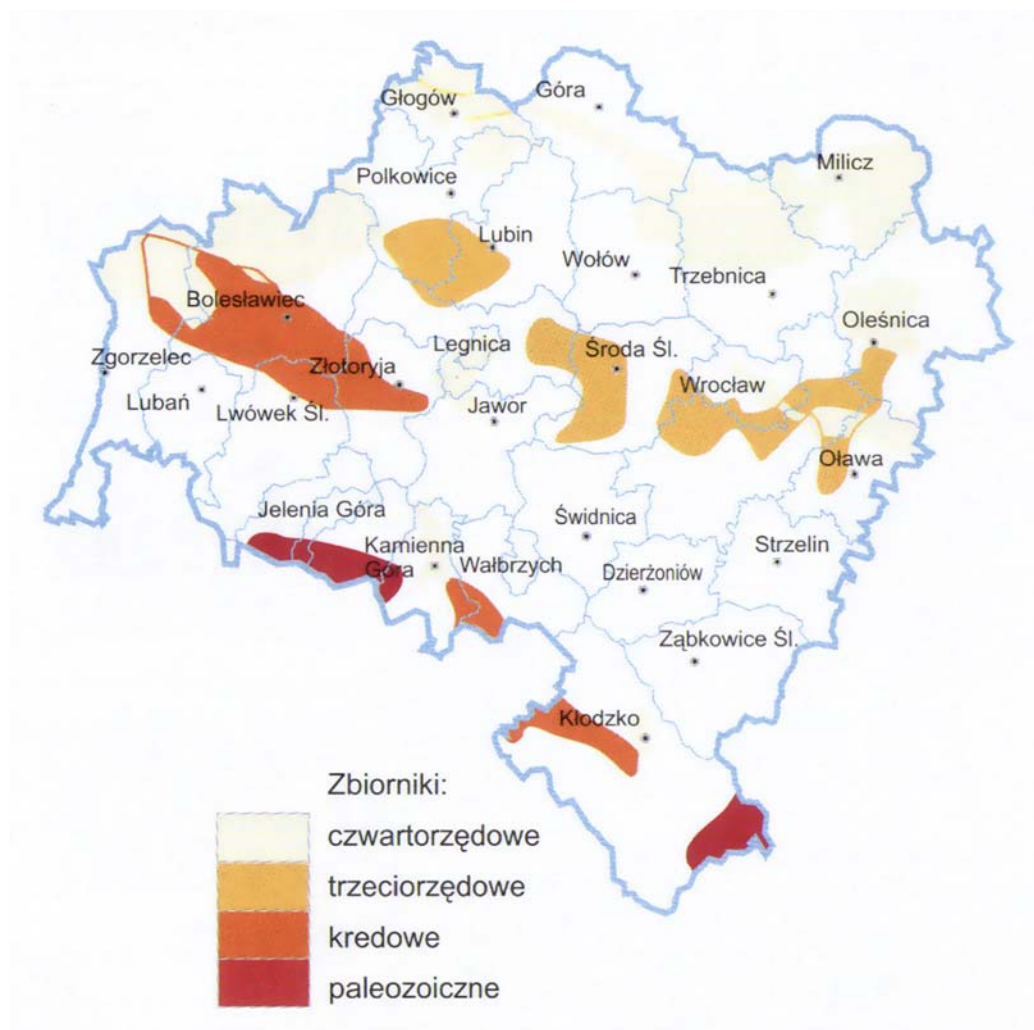 Głogów
Góra
Milicz
Polkowice
Lubin
Wołów
Trzebnica
Bolesławiec
Oleśnica
Legnica
Środa Śl.
Zgorzelec
Złotoryja
Wrocław
Lubań
Lwówek Śl.
Jawor
Oława
Jelenia Góra
Świdnica
Kamienna
Góra
Wałbrzych
Dzierżoniów
Strzelin
Ząbkowice Śl.
Kłodzko
Zbiorniki:
czwartorzędowe
trzeciorzędowe
kredowe
paleozoiczne